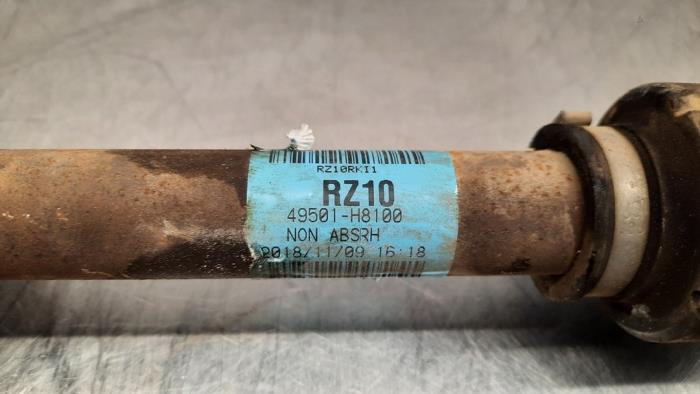 RZ10RKI1
RZ10
49501-H8100
NON ABSRH
2018/11/09 16:18